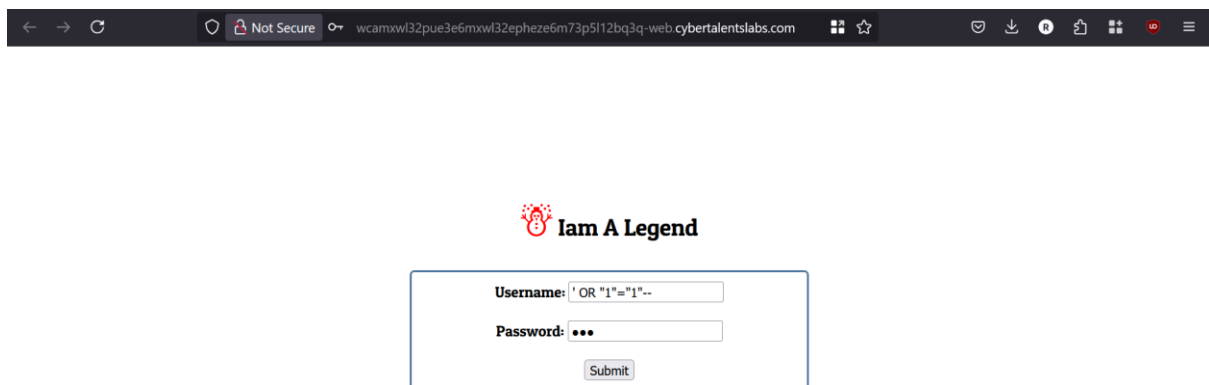 Not Secure wcamxwl32pue3e6mxwl32epheze6m73p5l12bq3q-web.cybertalentslabs.com
Iam A Legend
Username: ' OR "1"="1"--
Password: •••
Submit